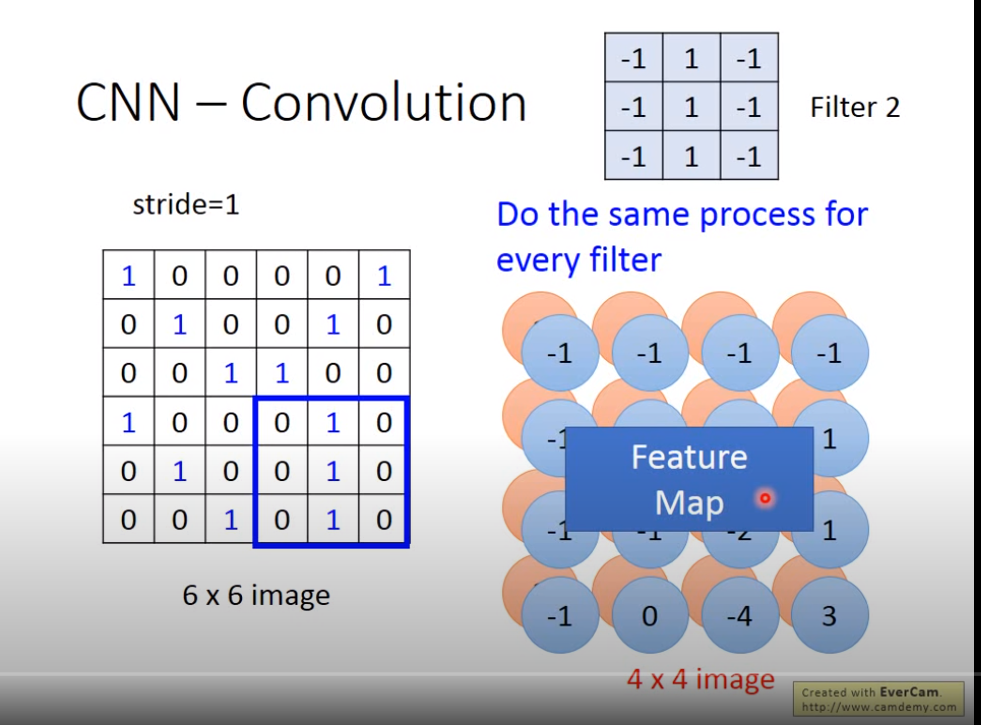 CNN – Convolution
-1 1 -1
-1 1 -1
-1 1 -1
Filter 2
stride=1
Do the same process for
every filter
1 0 0 0 0 1
0 1 0 0 1 0
0 0 1 1 0 0
1 0 0 0 1 0
0 1 0 0 1 0
0 0 1 0 1 0
6 x 6 image
-1 -1 -1 -1
-1 1
Feature
Map
-1 -1 -2 1
-1 0 -4 3
4 x 4 image
Created with EverCam.
http://www.camdemy.com